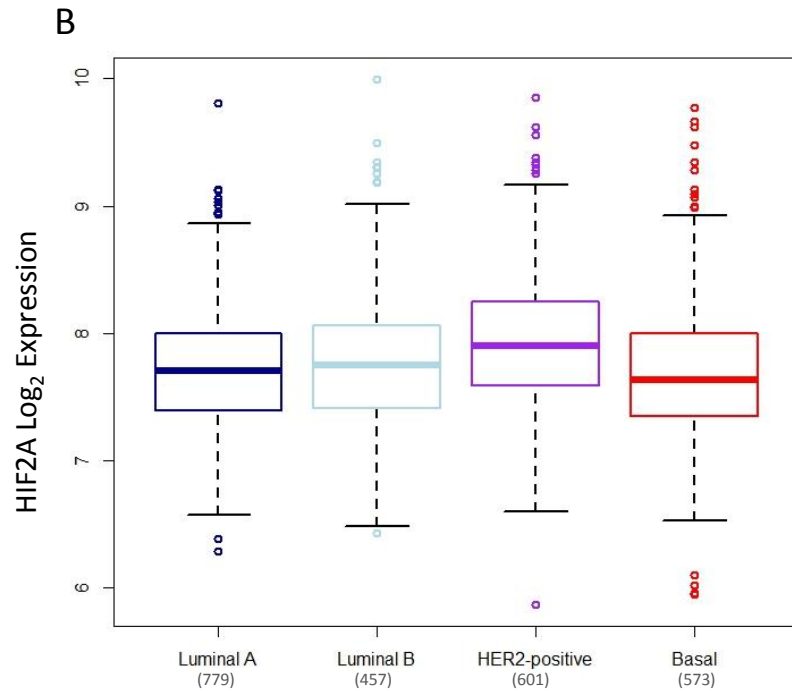 B
HIF2A Log₂ Expression
10
9
8
7
6
Luminal A Luminal B HER2-positive Basal
(779) (457) (601) (573)